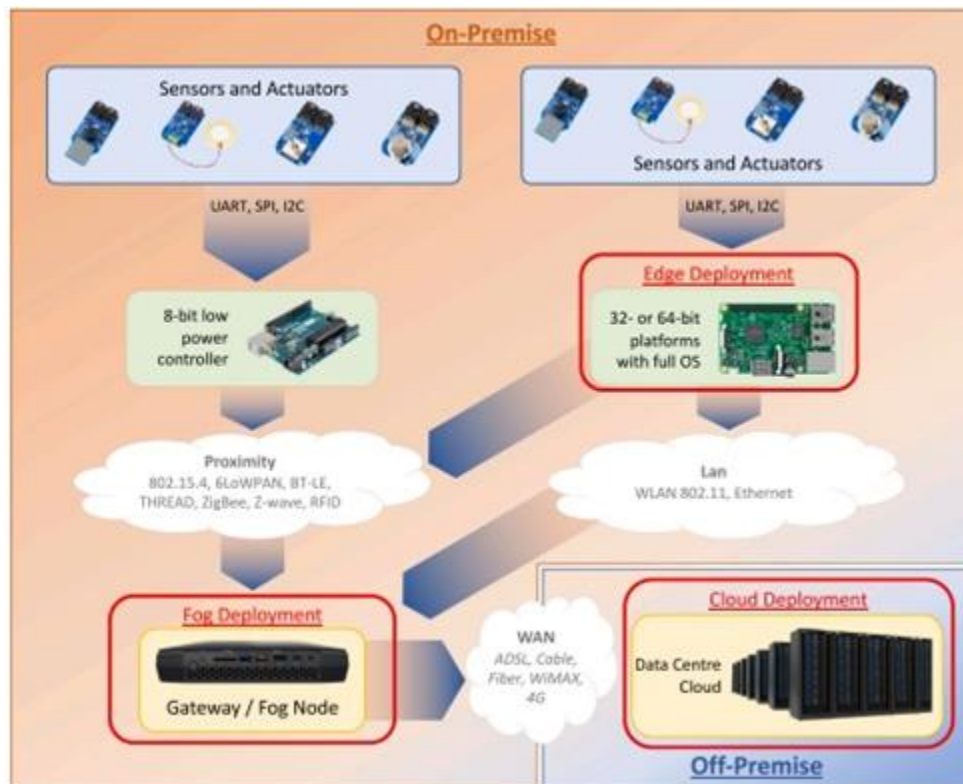 On-Premise
Sensors and Actuators
Sensors and Actuators
UART, SPI, I2C
UART, SPI, I2C
8-bit low
power
controller
Edge Deployment
32- or 64-bit
platforms
with full OS
Proximity
802.15.4, 6LoWPAN, BT-LE,
THREAD, ZigBee, Z-wave, RFID
Lan
WLAN 802.11, Ethernet
Fog Deployment
Gateway / Fog Node
WAN
ADSL, Cable,
Fiber, WiMAX,
4G
Cloud Deployment
Data Centre
Cloud
Off-Premise